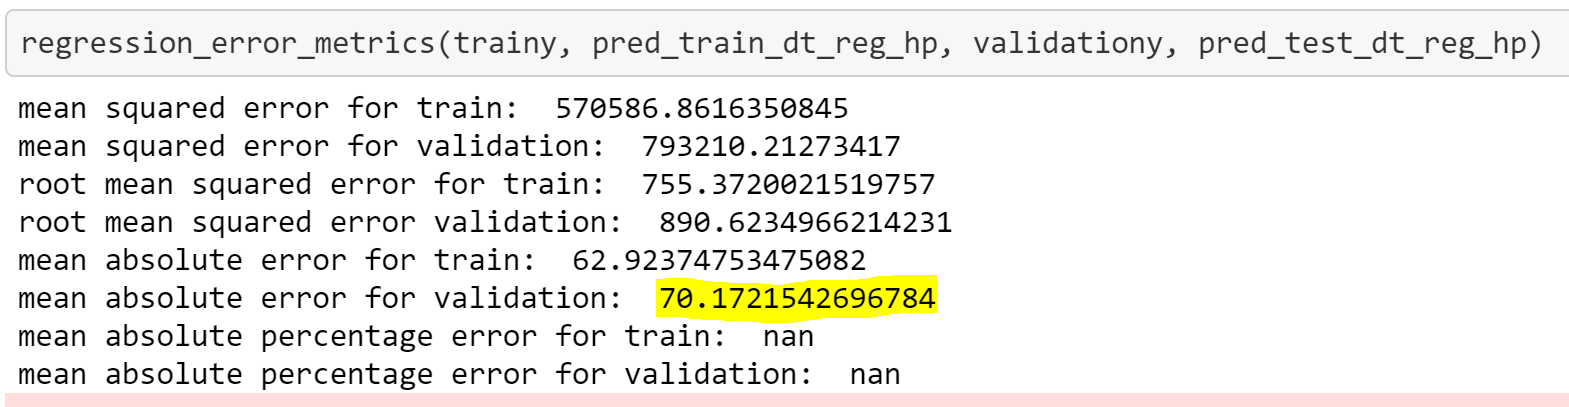 regression_error_metrics(trainy, pred_train_dt_reg_hp, validationy, pred_test_dt_reg_hp)
mean squared error for train:  570586.8616350845
mean squared error for validation:  793210.21273417
root mean squared error for train:  755.3720021519757
root mean squared error validation:  890.6234966214231
mean absolute error for train:  62.92374753475082
mean absolute error for validation:  70.1721542696784
mean absolute percentage error for train:  nan
mean absolute percentage error for validation:  nan